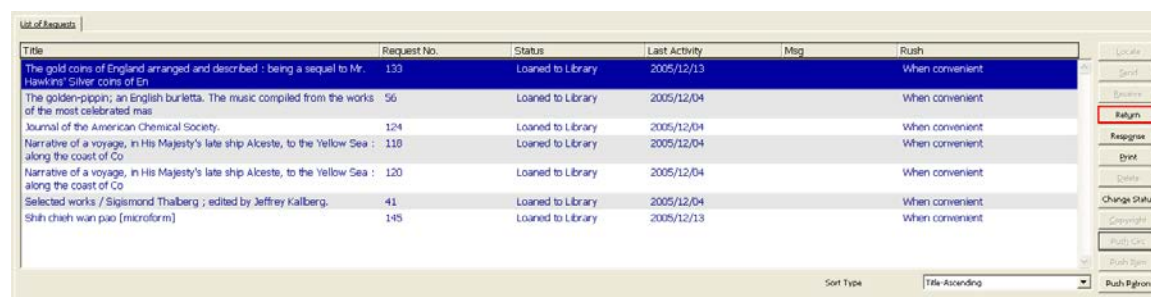 List of Requests
Title Request No. Status Last Activity Msg Rush
The gold coins of England arranged and described : being a sequel to Mr. 133 Loaned to Library 2005/12/13 When convenient
Hawkins' Silver coins of En
The golden-pippin; an English burletta. The music compiled from the works 56 Loaned to Library 2005/12/04 When convenient
of the most celebrated mas
Journal of the American Chemical Society. 124 Loaned to Library 2005/12/04 When convenient
Narrative of a voyage, in His Majesty's late ship Alceste, to the Yellow Sea : 118 Loaned to Library 2005/12/04 When convenient
along the coast of Co
Narrative of a voyage, in His Majesty's late ship Alceste, to the Yellow Sea : 120 Loaned to Library 2005/12/04 When convenient
along the coast of Co
Selected works / Sigismond Thalberg ; edited by Jeffrey Kallberg. 41 Loaned to Library 2005/12/04 When convenient
Shih chieh wan pao [microform] 145 Loaned to Library 2005/12/13 When convenient
Sort Type Title-Ascending
Locate
Send
Receive
Return
Response
Print
Delete
Change Statu
Copyright
Push Circ
Push Item
Push Patron